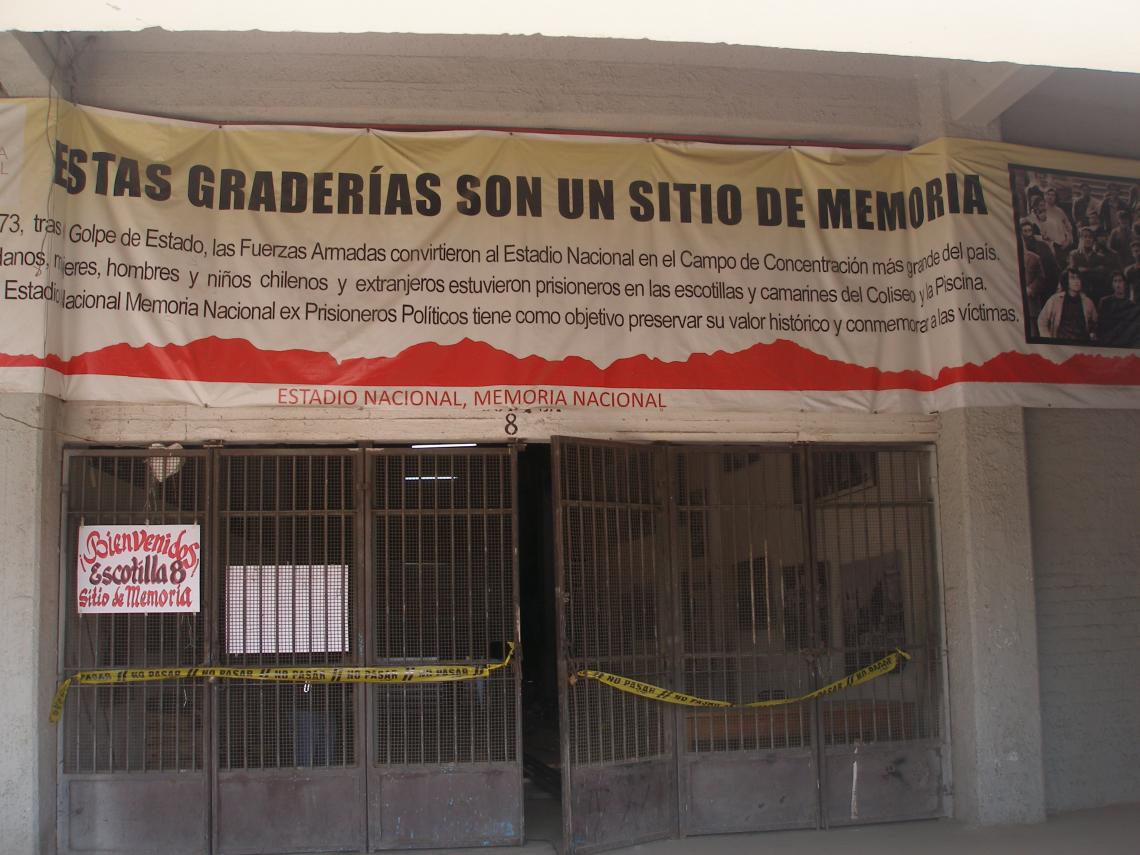 ESTAS GRADERÍAS SON UN SITIO DE MEMORIA
73, tras Golpe de Estado, las Fuerzas Armadas convirtieron al Estadio Nacional en el Campo de Concentración más grande del país.
hombres y niños chilenos y extranjeros estuvieron prisioneros en las escotillas y camarines del Coliseo y la Piscina.
Estadio Nacional Memoria Nacional ex Prisioneros Políticos tiene como objetivo preservar su valor histórico y conmemorar a las víctimas.
ESTADIO NACIONAL, MEMORIA NACIONAL
8
¡Bienvenidos!
Escotilla 8
Sitio de Memoria
PASAR // NO PASAR // NO PASAR // NO PASAR // NO PASAR //
// NO PASAR // NO PASAR //